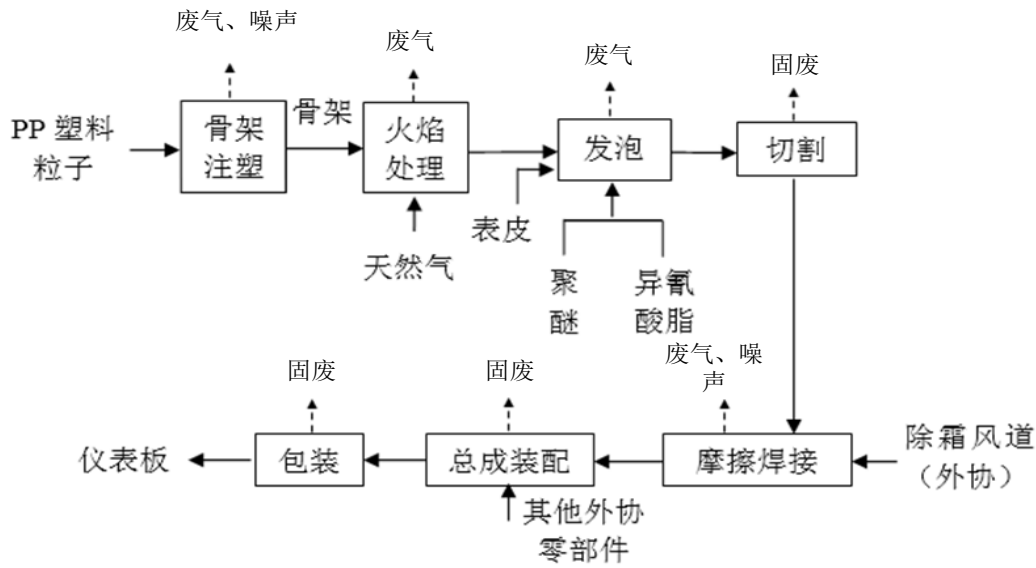 废气、噪声
废气
废气
固废
PP 塑料
粒子
骨架
注塑
骨架
火焰
处理
发泡
切割
表皮
天然气
聚
醚
异氰
酸脂
固废
固废
废气、噪
声
仪表板
包装
总成装配
摩擦焊接
除霜风道
（外协）
其他外协
零部件